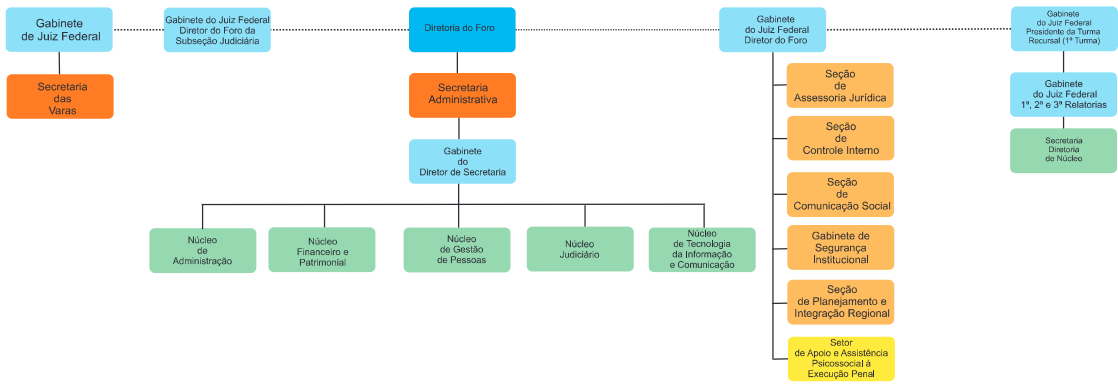 Gabinete
de Juiz Federal
Gabinete do Juiz Federal
Diretor do Foro da
Subseção Judiciária
Diretoria do Foro
Gabinete
do Juiz Federal
Diretor do Foro
Gabinete
do Juiz Federal
Presidente da Turma
Recursal (1ª Turma)
Secretaria
das
Varas
Secretaria
Administrativa
Gabinete
do
Diretor de Secretaria
Núcleo
de
Administração
Núcleo
Financeiro e
Patrimonial
Núcleo
de Gestão
de Pessoas
Núcleo
Judiciário
Núcleo
de Tecnologia
da Informação
e Comunicação
Seção
de
Assessoria Jurídica
Seção
de
Controle Interno
Seção
de
Comunicação Social
Gabinete de
Segurança
Institucional
Seção
de Planejamento e
Integração Regional
Setor
de Apoio e Assistência
Psicossocial à
Execução Penal
Gabinete
do Juiz Federal
1ª, 2ª e 3ª Relatorias
Secretaria
Diretoria
de Núcleo